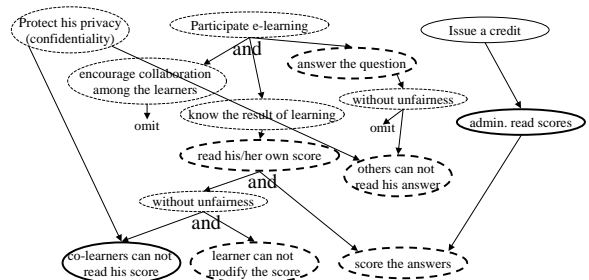 Protect his privacy
(confidentiality)
Participate e-learning
Issue a credit
and
answer the question
encourage collaboration
among the learners
without unfairness
omit
know the result of learning
omit
admin. read scores
read his/her own score
others can not
read his answer
and
without unfairness
and
co-learners can not
read his score
learner can not
modify the score
score the answers